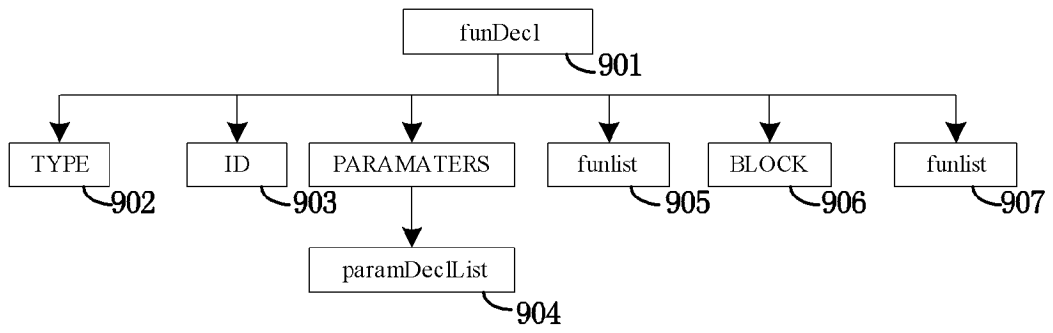 funDecl
901
TYPE ID PARAMATERS funlist BLOCK funlist
902 903 905 906 907
paramDeclList
904